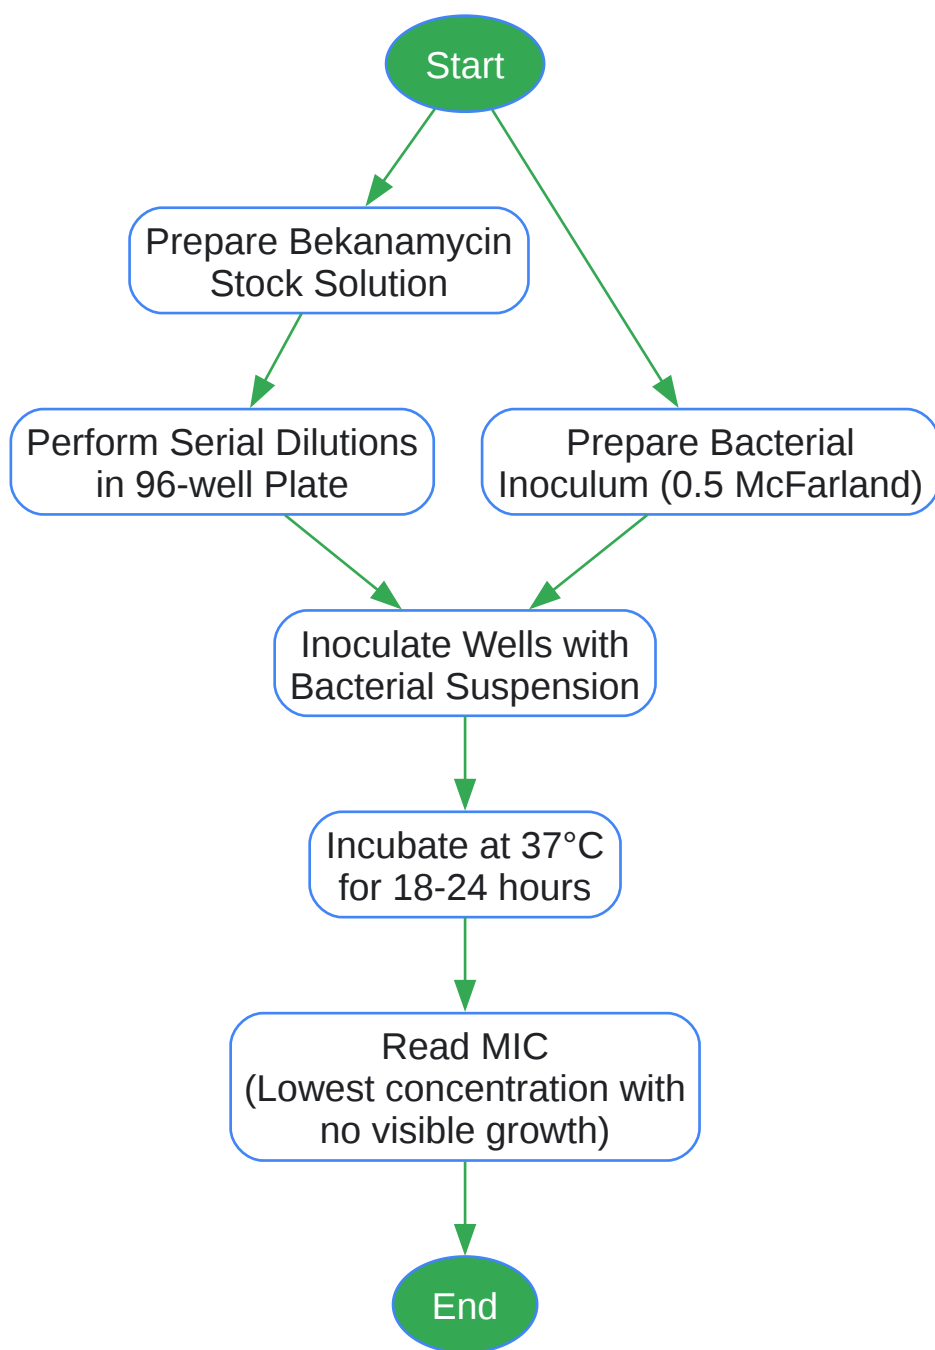 Start
Prepare Bekanamycin
Stock Solution
Perform Serial Dilutions
in 96-well Plate
Prepare Bacterial
Inoculum (0.5 McFarland)
Inoculate Wells with
Bacterial Suspension
Incubate at 37°C
for 18-24 hours
Read MIC
(Lowest concentration with
no visible growth)
End